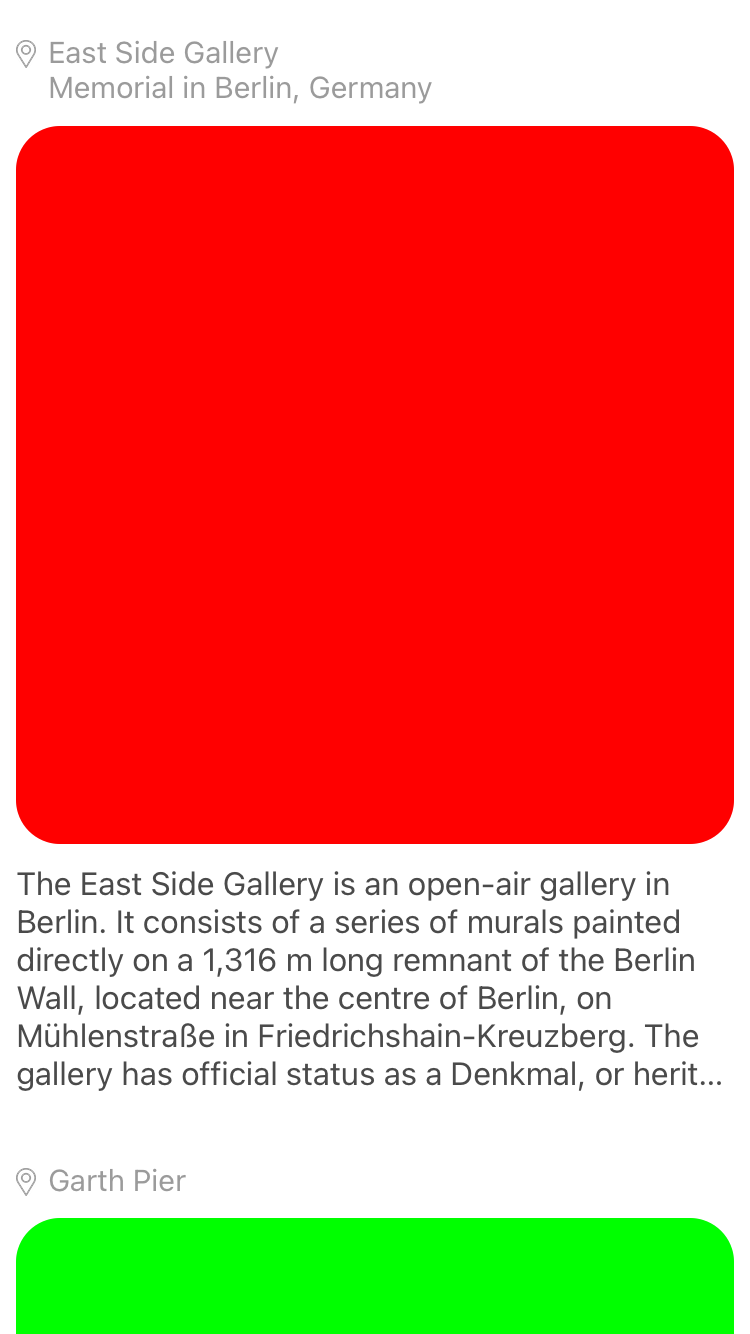 East Side Gallery
Memorial in Berlin, Germany
The East Side Gallery is an open-air gallery in
Berlin. It consists of a series of murals painted
directly on a 1,316 m long remnant of the Berlin
Wall, located near the centre of Berlin, on
Mühlenstraße in Friedrichshain-Kreuzberg. The
gallery has official status as a Denkmal, or herit...
Garth Pier